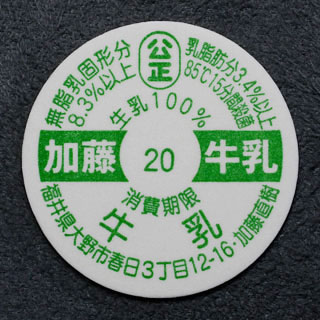 公正
無脂乳固形分
8.3%以上
乳脂肪分3.4%以上
85℃15分間殺菌
牛乳100%
加藤 20 牛乳
消費期限
牛乳
福井県大野市春日3丁目12-16・加藤直樹